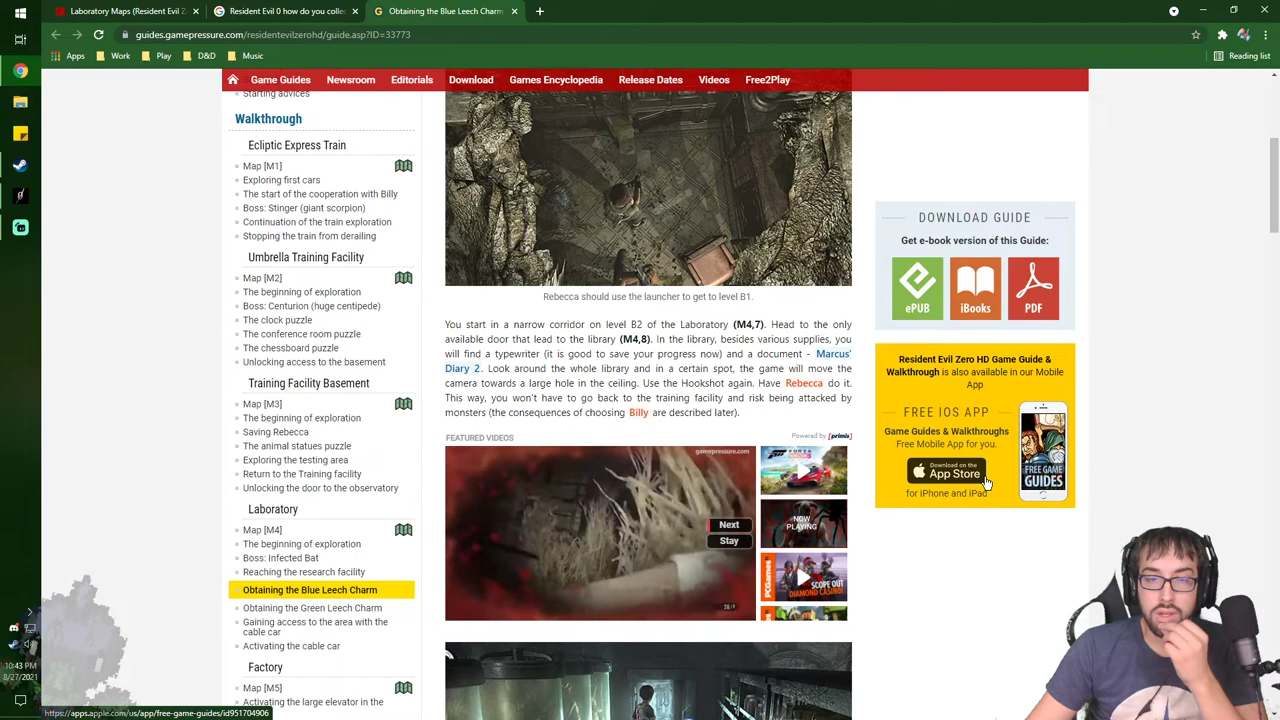 Laboratory Maps (Resident Evil Z
Resident Evil 0 HD - Google Sea
Obtaining the Blue Leech Charm
guides.gamepressure.com/residentevilzerohd/guide.asp?ID=33773
Apps
Work
Play
D&D
Music
Reading list
Game Guides
Newsroom
Editorials
Download
Games Encyclopedia
Release Dates
Videos
Free2Play
Starting advices
Walkthrough
Ecliptic Express Train
Map [M1]
Exploring first cars
The start of the cooperation with Billy
Boss: Stinger (giant scorpion)
Continuation of the train exploration
Stopping the train from derailing
Umbrella Training Facility
Map [M2]
The beginning of exploration
Boss: Centurion (huge centipede)
The clock puzzle
The conference room puzzle
The chessboard puzzle
Unlocking access to the basement
Training Facility Basement
Map [M3]
The beginning of exploration
Saving Rebecca
The animal statues puzzle
Exploring the testing area
Return to the Training facility
Unlocking the door to the observatory
Laboratory
Map [M4]
The beginning of exploration
Boss: Infected Bat
Reaching the research facility
Obtaining the Blue Leech Charm
Obtaining the Green Leech Charm
Gaining access to the area with the
cable car
Activating the cable car
Factory
Map [M5]
Activating the large elevator in the
Rebecca should use the launcher to get to level B1.
You start in a narrow corridor on level B2 of the Laboratory (M4,7). Head to the only
available door that lead to the library (M4,8). In the library, besides various supplies, you
will find a typewriter (it is good to save your progress now) and a document - Marcus'
Diary 2. Look around the whole library and in a certain spot, the game will move the
camera towards a large hole in the ceiling. Use the Hookshot again. Have Rebecca do it.
This way, you won't have to go back to the training facility and risk being attacked by
monsters (the consequences of choosing Billy are described later).
FEATURED VIDEOS
Powered by [primis]
gamepressure.com
Next
Stay
NOW
PLAYING
PCGames
SCOPE OUT
DIAMOND CASINO!
DOWNLOAD GUIDE
Get e-book version of this Guide:
ePUB
iBooks
PDF
Resident Evil Zero HD Game Guide &
Walkthrough is also available in our Mobile
App
FREE IOS APP
Game Guides & Walkthroughs
Free Mobile App for you.
Download on the
App Store
for iPhone and iPad
FREE GAME
GUIDES
10:43 PM
8/27/2021
https://apps.apple.com/us/app/free-game-guides/id951704906